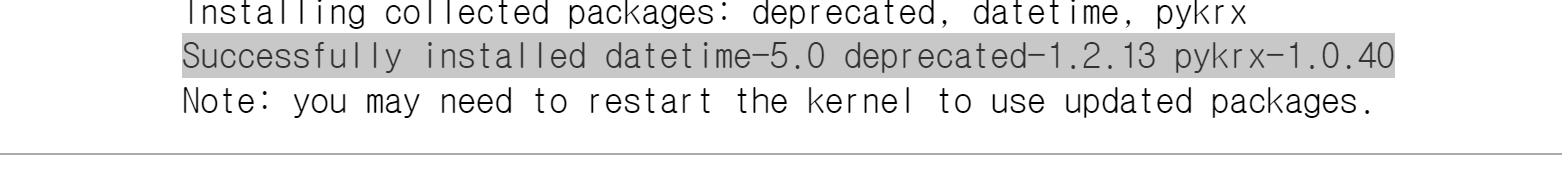 Installing collected packages: deprecated, datetime, pykrx
Successfully installed datetime-5.0 deprecated-1.2.13 pykrx-1.0.40
Note: you may need to restart the kernel to use updated packages.